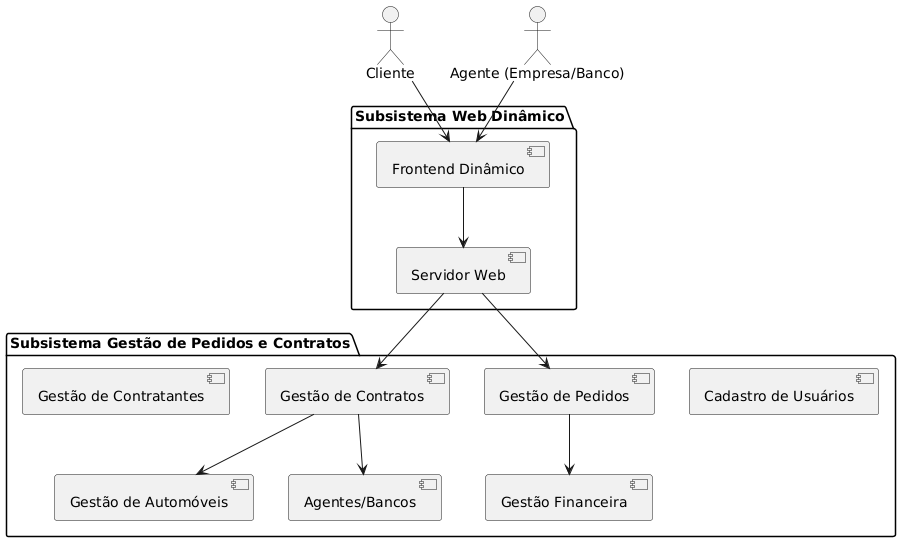 Cliente
Agente (Empresa/Banco)
Subsistema Web Dinâmico
Frontend Dinâmico
Servidor Web
Subsistema Gestão de Pedidos e Contratos
Gestão de Contratantes
Gestão de Contratos
Gestão de Pedidos
Cadastro de Usuários
Gestão de Automóveis
Agentes/Bancos
Gestão Financeira